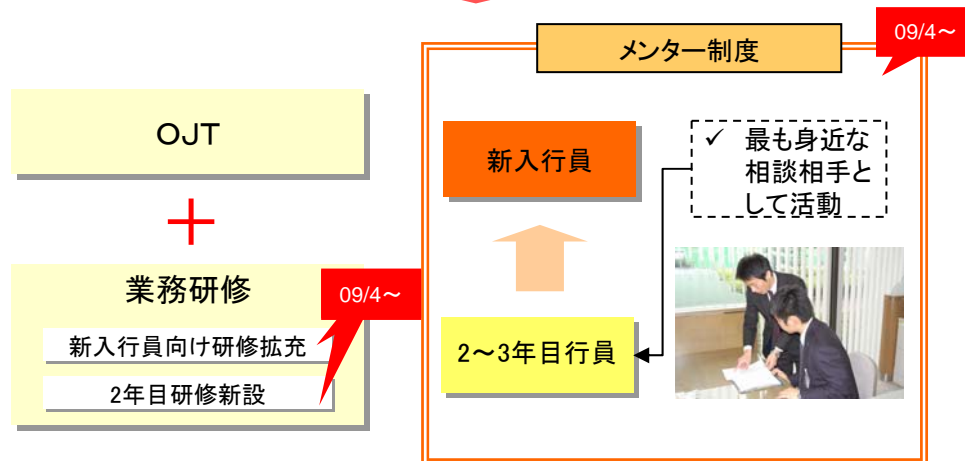 09/4~
メンター制度
OJT
新入行員
✓ 最も身近な
相談相手と
して活動
+
業務研修
09/4~
新入行員向け研修拡充
2年目研修新設
2~3年目行員